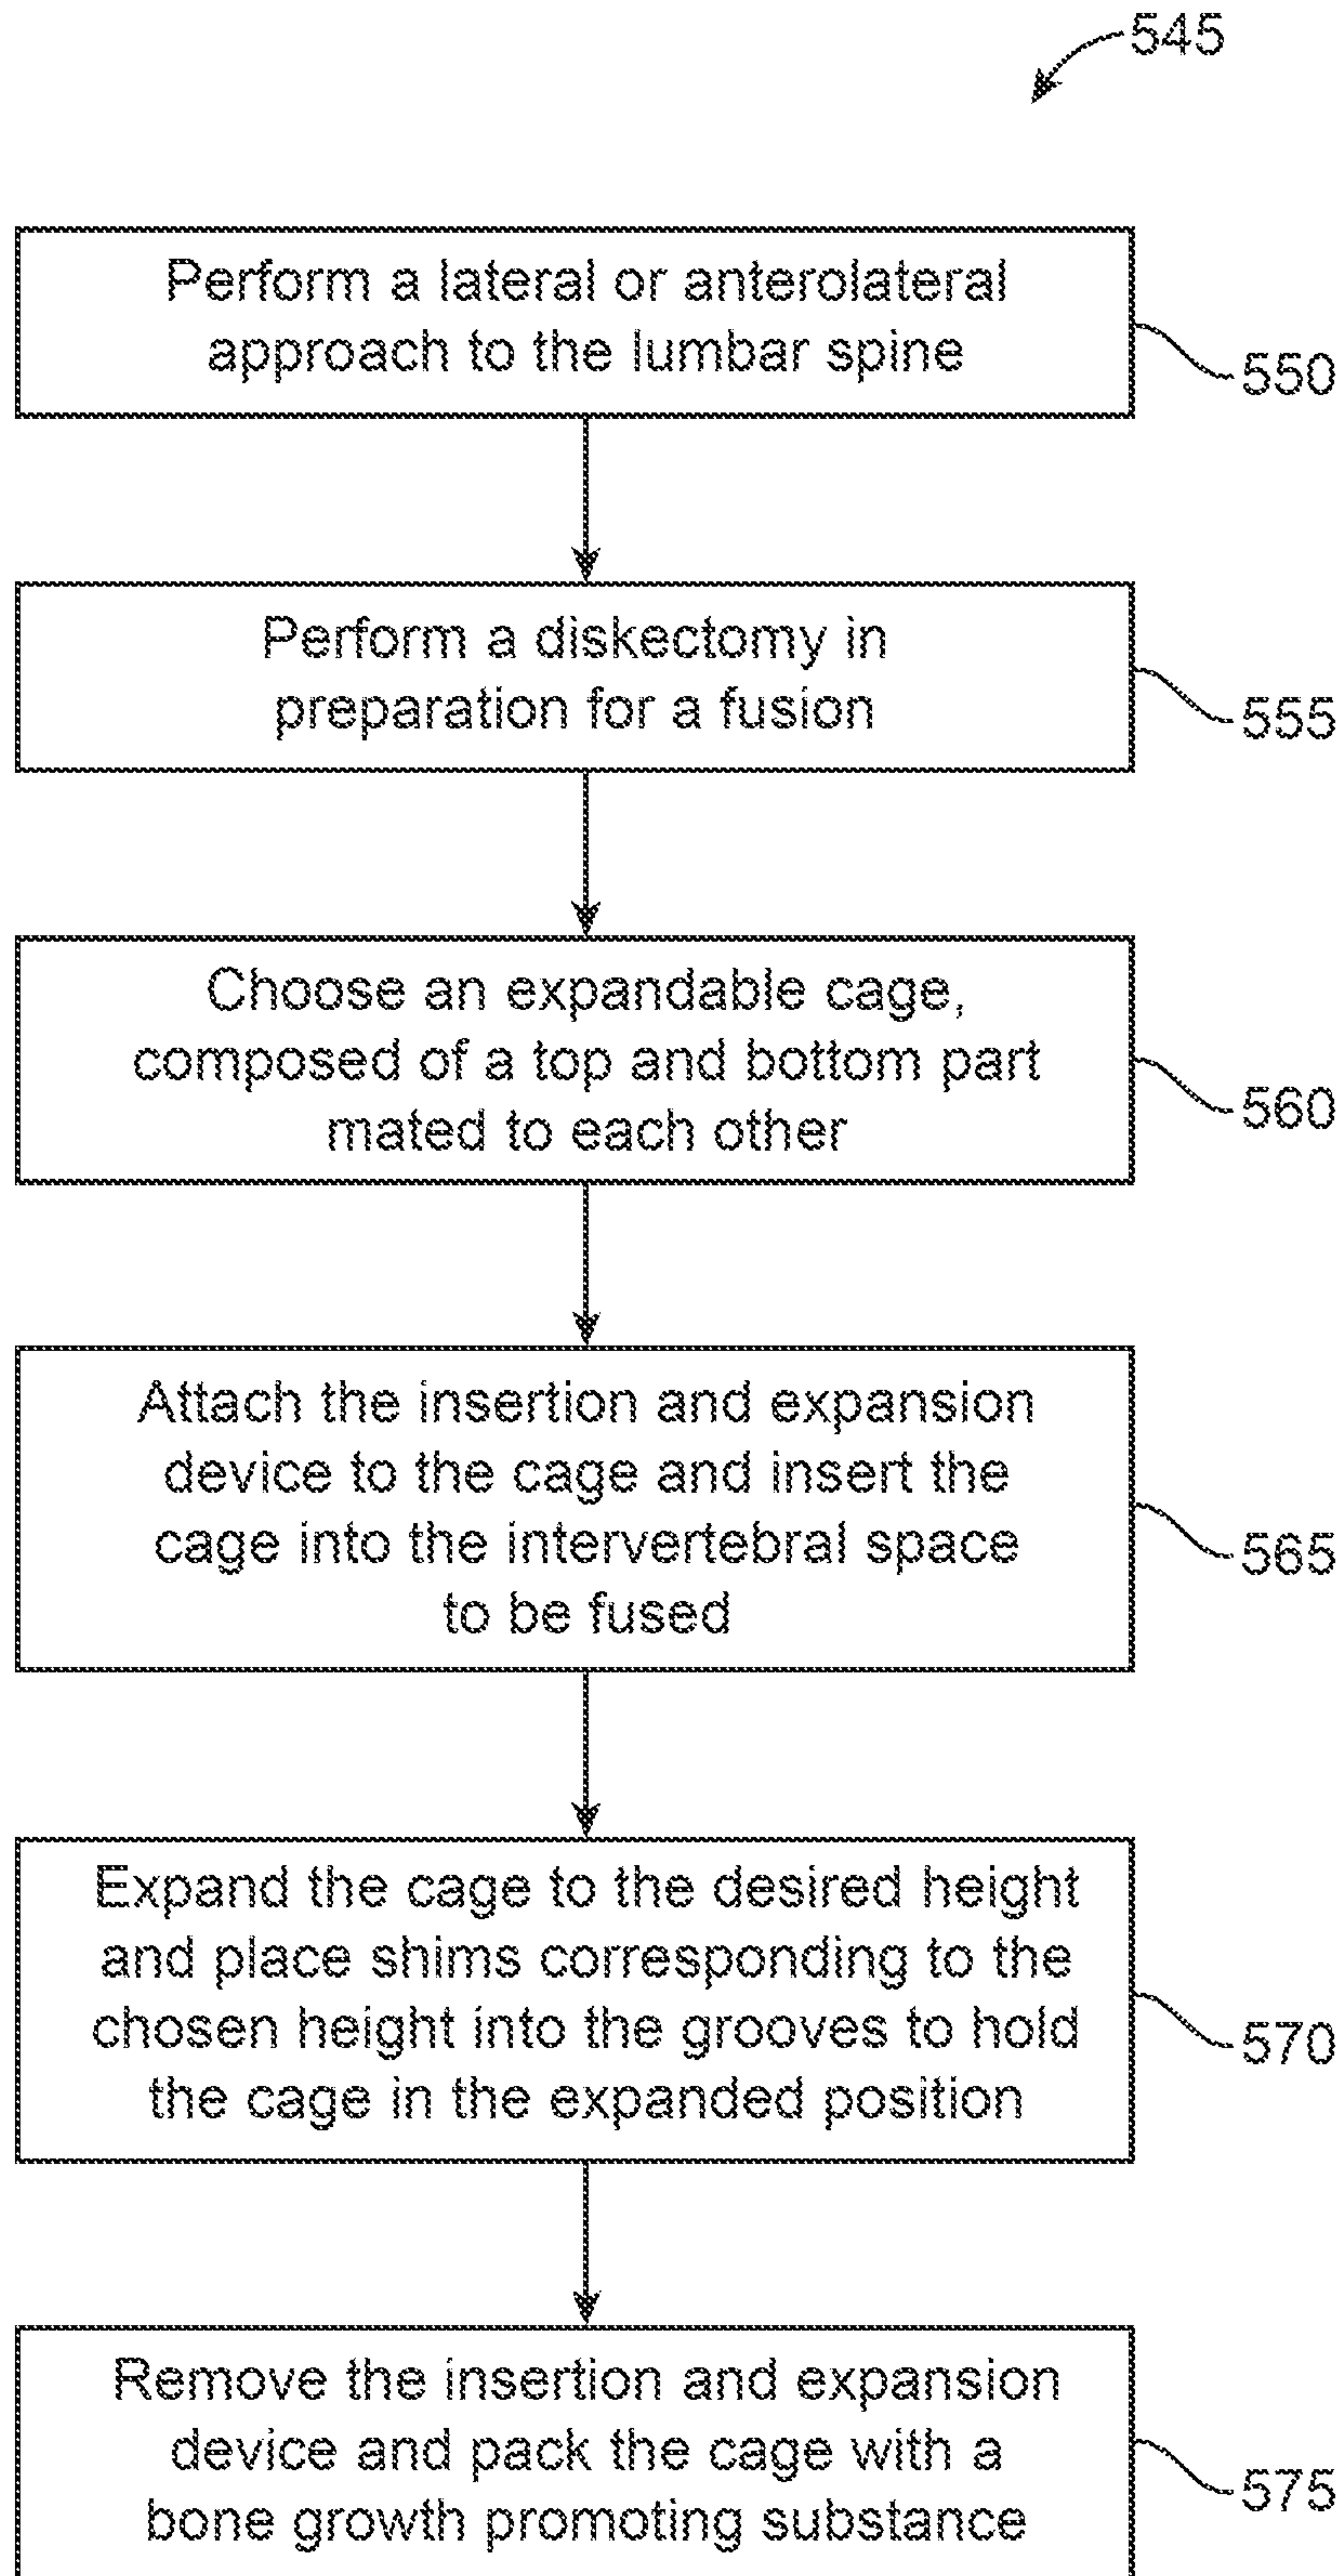 545
Perform a lateral or anterolateral
approach to the lumbar spine
550
Perform a diskectomy in
preparation for a fusion
555
Choose an expandable cage,
composed of a top and bottom part
mated to each other
560
Attach the insertion and expansion
device to the cage and insert the
cage into the intervertebral space
to be fused
565
Expand the cage to the desired height
and place shims corresponding to the
chosen height into the grooves to hold
the cage in the expanded position
570
Remove the insertion and expansion
device and pack the cage with a
bone growth promoting substance
575